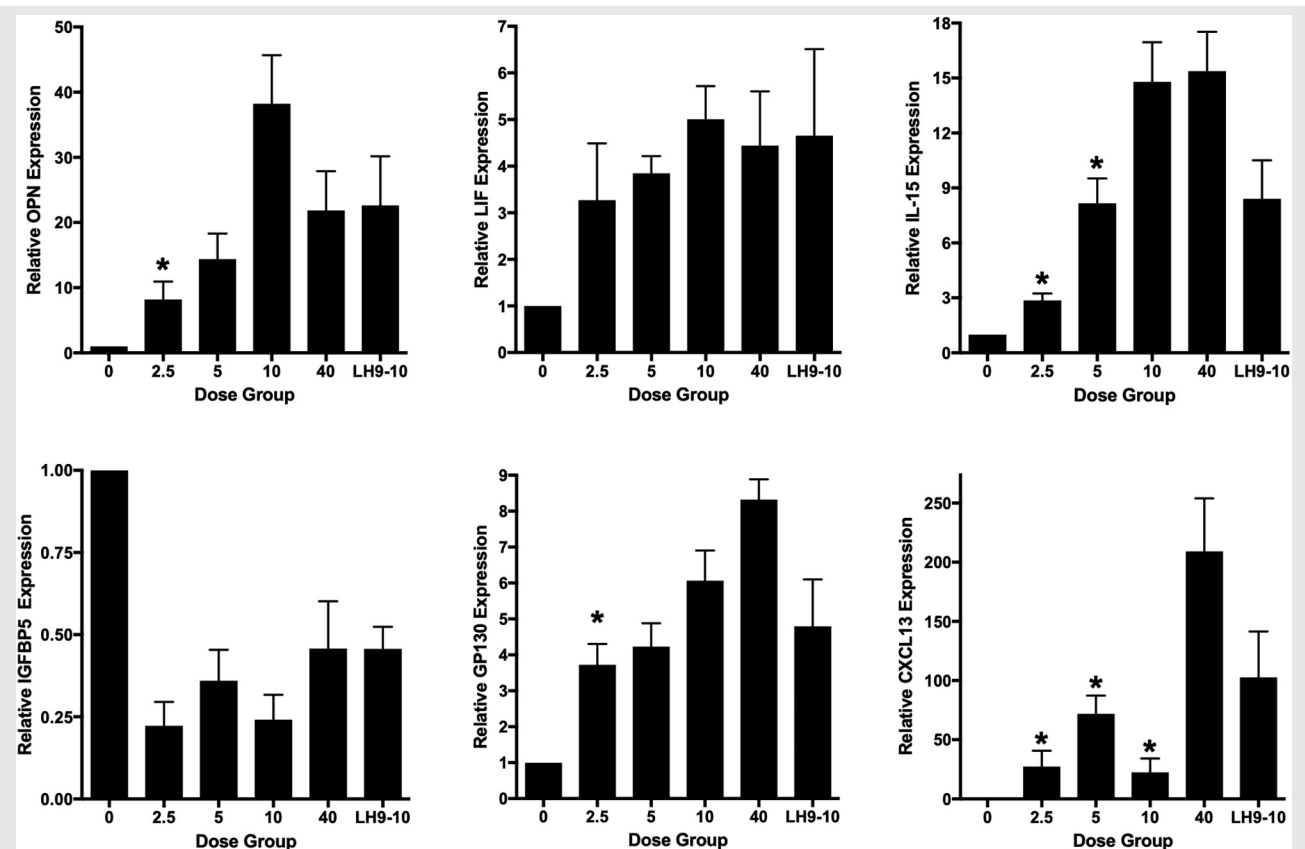 Relative OPN Expression
50
40
30
20
10
0
*
0 2.5 5 10 40 LH9-10
Dose Group
Relative LIF Expression
7
6
5
4
3
2
1
0
0 2.5 5 10 40 LH9-10
Dose Group
Relative IL-15 Expression
18
15
12
9
6
3
0
* *
0 2.5 5 10 40 LH9-10
Dose Group
Relative IGFBP5 Expression
1.00
0.75
0.50
0.25
0.00
0 2.5 5 10 40 LH9-10
Dose Group
Relative GP130 Expression
9
8
7
6
5
4
3
2
1
0
*
0 2.5 5 10 40 LH9-10
Dose Group
Relative CXCL13 Expression
250
200
150
100
50
0
* * *
0 2.5 5 10 40 LH9-10
Dose Group